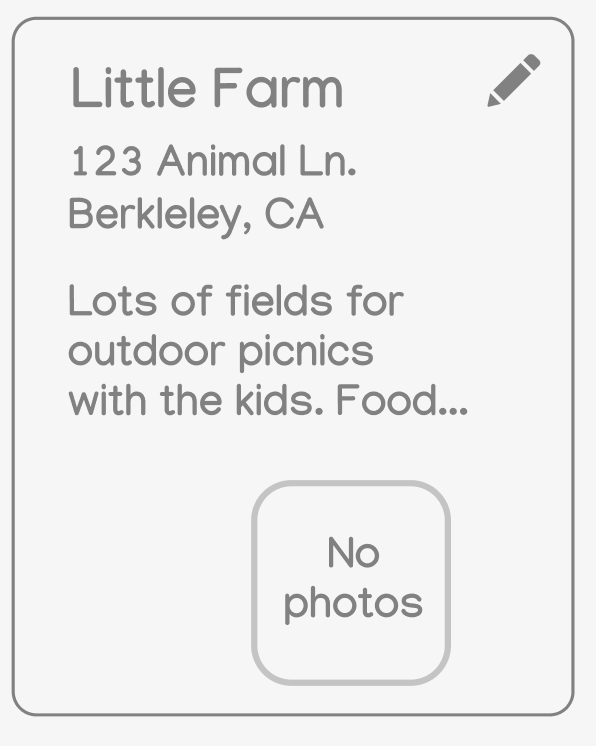 Little Farm
123 Animal Ln.
Berkleley, CA
Lots of fields for
outdoor picnics
with the kids. Food...
No
photos